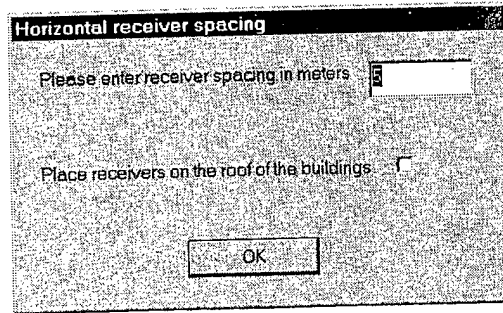 Horizontal receiver spacing
Please enter receiver spacing in meters 5
Place receivers on the roof of the buildings
OK